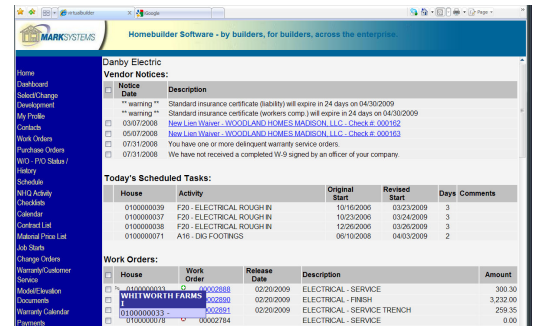 virtualbuilder
Google
Page
MARKSYSTEMS
Homebuilder Software - by builders, for builders, across the enterprise.
Home
Dashboard
Select/Change
Development
My Profile
Contacts
Work Orders
Purchase Orders
W/O - P/O Status /
History
Schedule
NHQ Activity
Checklists
Calendar
Contract List
Material Price List
Job Starts
Change Orders
Warranty/Customer
Service
Model/Elevation
Documents
Warranty Calendar
Payments
Danby Electric
Vendor Notices:
Notice Date Description
** warning ** Standard insurance certificate (liability) will expire in 24 days on 04/30/2009
** warning ** Standard insurance certificate (workers comp.) will expire in 24 days on 04/30/2009
03/07/2008 New Lien Waiver - WOODLAND HOMES MADISON, LLC - Check #: 000162
05/07/2008 New Lien Waiver - WOODLAND HOMES MADISON, LLC - Check #: 000163
07/31/2008 You have one or more delinquent warranty service orders.
07/31/2008 We have not received a completed W-9 signed by an officer of your company.
Today's Scheduled Tasks:
House Activity Original Start Revised Start Days Comments
0100000039 F20 - ELECTRICAL ROUGH IN 10/16/2006 03/23/2009 3
0100000037 F20 - ELECTRICAL ROUGH IN 10/23/2006 03/24/2009 3
0100000038 F20 - ELECTRICAL ROUGH IN 12/26/2006 03/26/2009 3
0100000071 A16 - DIG FOOTINGS 06/10/2008 04/03/2009 2
Work Orders:
House Work Order Release Date Description Amount
0100000033 00002888 02/20/2009 ELECTRICAL - SERVICE 300.30
WHITWORTH FARMS 00002890 02/20/2009 ELECTRICAL - FINISH 3,232.00
I 00002891 02/20/2009 ELECTRICAL - SERVICE TRENCH 259.35
0100000033 -
0100000078 00002784 ELECTRICAL - SERVICE 0.00